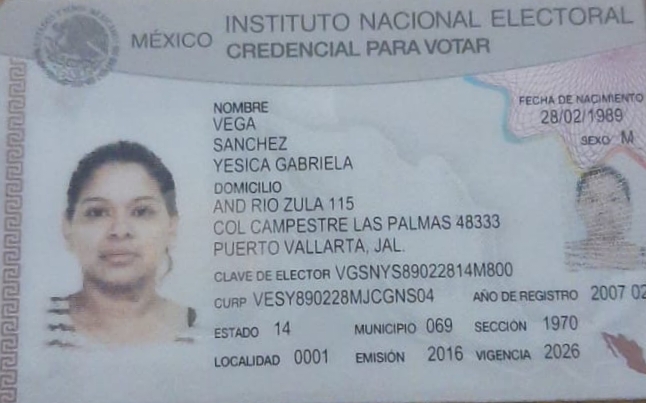 MÉXICO INSTITUTO NACIONAL ELECTORAL
CREDENCIAL PARA VOTAR
NOMBRE
VEGA
SANCHEZ
YESICA GABRIELA
DOMICILIO
AND RIO ZULA 115
COL CAMPESTRE LAS PALMAS 48333
PUERTO VALLARTA, JAL.
FECHA DE NACIMIENTO
28/02/1989
SEXO M
CLAVE DE ELECTOR VGSNYS89022814M800
CURP VESY890228MJCGNS04 AÑO DE REGISTRO 2007 02
ESTADO 14 MUNICIPIO 069 SECCIÓN 1970
LOCALIDAD 0001 EMISIÓN 2016 VIGENCIA 2026